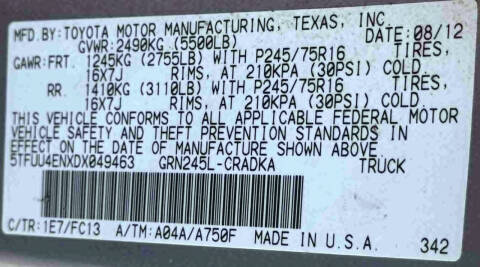 MFD.BY:TOYOTA MOTOR MANUFACTURING, TEXAS, INC.
GVWR:2490KG (5500LB) DATE:08/12
GAWR:FRT. 1245KG (2755LB) WITH P245/75R16 TIRES,
16X7J RIMS, AT 210KPA (30PSI) COLD.
RR. 1410KG (3110LB) WITH P245/75R16 TIRES,
16X7J RIMS, AT 210KPA (30PSI) COLD.
THIS VEHICLE CONFORMS TO ALL APPLICABLE FEDERAL MOTOR
VEHICLE SAFETY AND THEFT PREVENTION STANDARDS IN
EFFECT ON THE DATE OF MANUFACTURE SHOWN ABOVE.
5TFUU4ENXDX049463 GRN245L-CRADKA TRUCK
C/TR:1E7/FC13 A/TM:A04A/A750F MADE IN U.S.A. 342